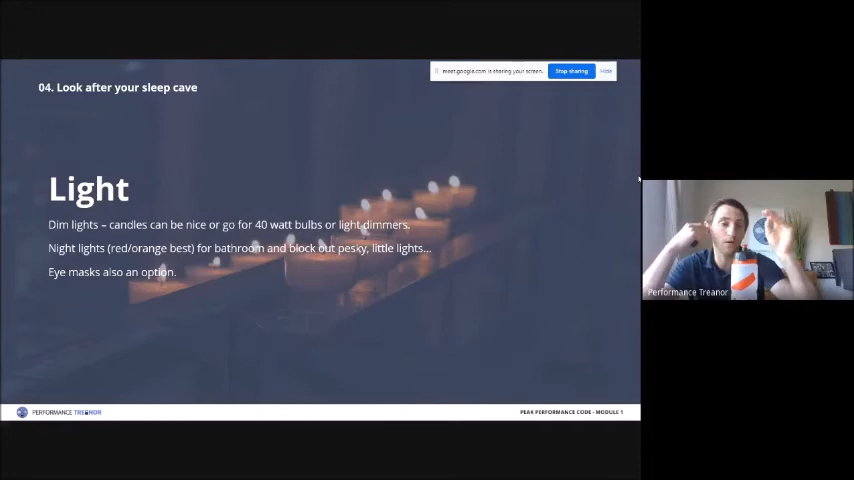 04. Look after your sleep cave
meet.google.com is sharing your screen.
Stop sharing
Hide
Light
Dim lights – candles can be nice or go for 40 watt bulbs or light dimmers.
Night lights (red/orange best) for bathroom and block out pesky, little lights...
Eye masks also an option.
Performance Treanor
PERFORMANCE TREANOR
PEAK PERFORMANCE CODE - MODULE 1